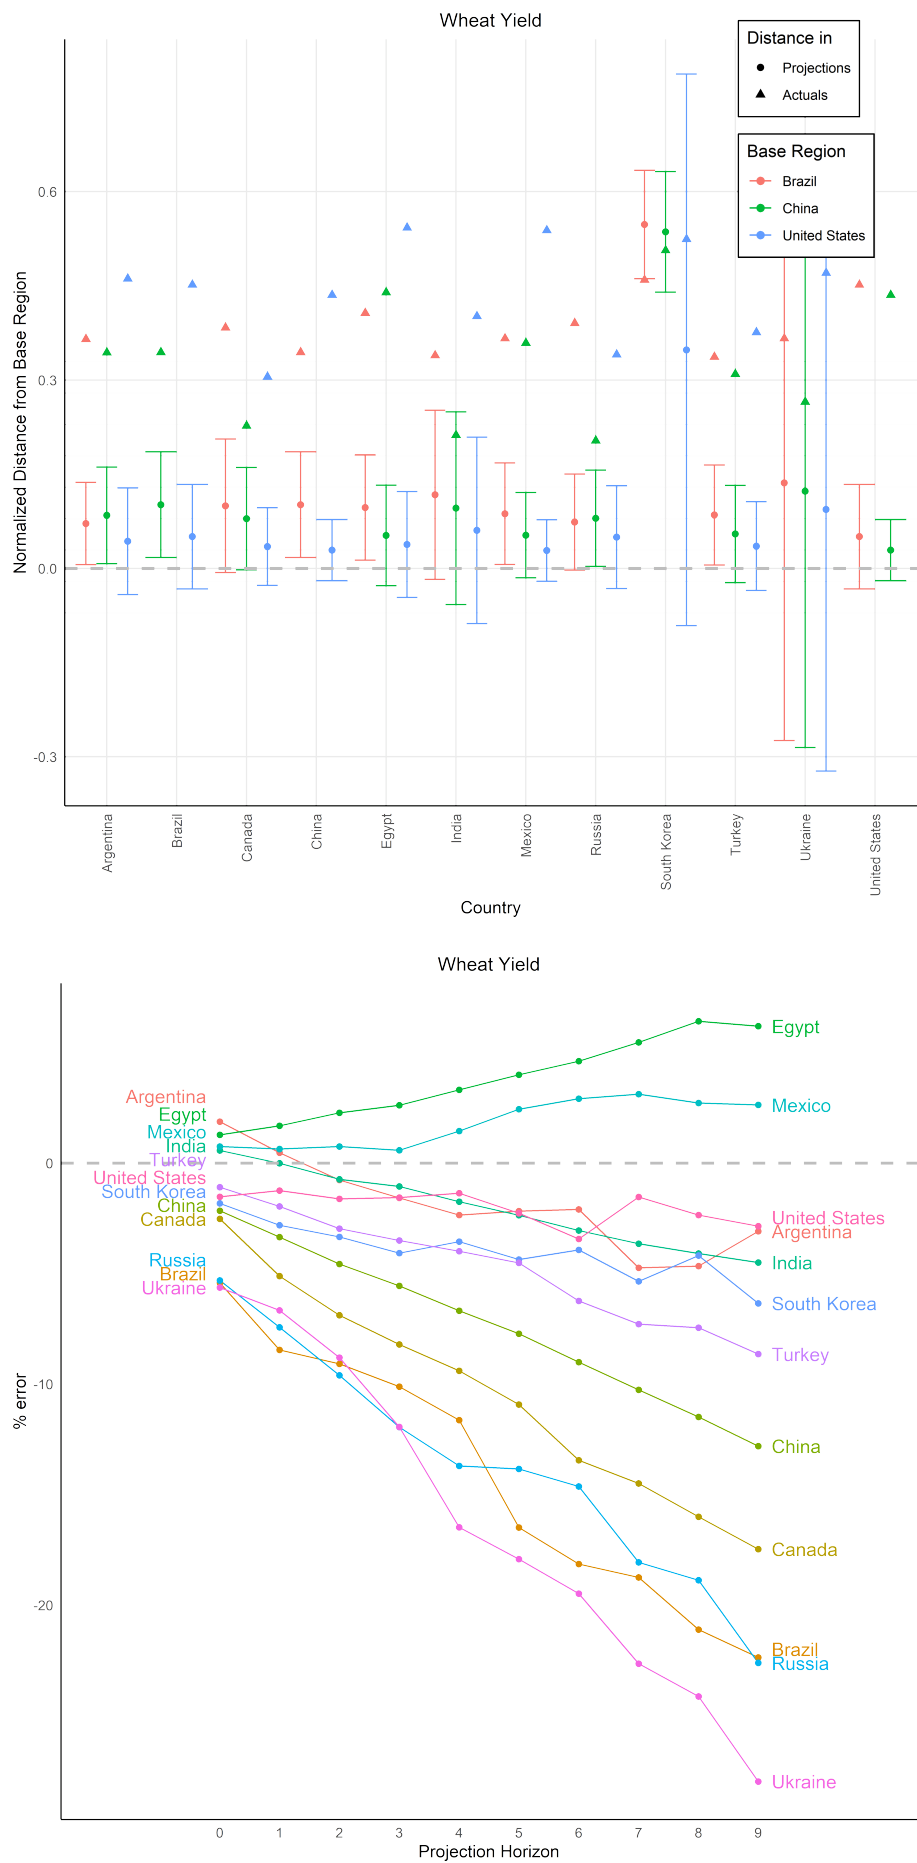 Wheat Yield
Distance in
Projections
Actuals
Base Region
Brazil
China
United States
Normalized Distance from Base Region
0.6
0.3
0.0
-0.3
Argentina
Brazil
Canada
China
Egypt
India
Mexico
Russia
South Korea
Turkey
Ukraine
United States
Country
Wheat Yield
% error
0
-10
-20
Argentina
Egypt
Mexico
India
Turkey
United States
South Korea
China
Canada
Russia
Brazil
Ukraine
Egypt
Mexico
United States
Argentina
India
South Korea
Turkey
China
Canada
Brazil
Russia
Ukraine
0 1 2 3 4 5 6 7 8 9
Projection Horizon